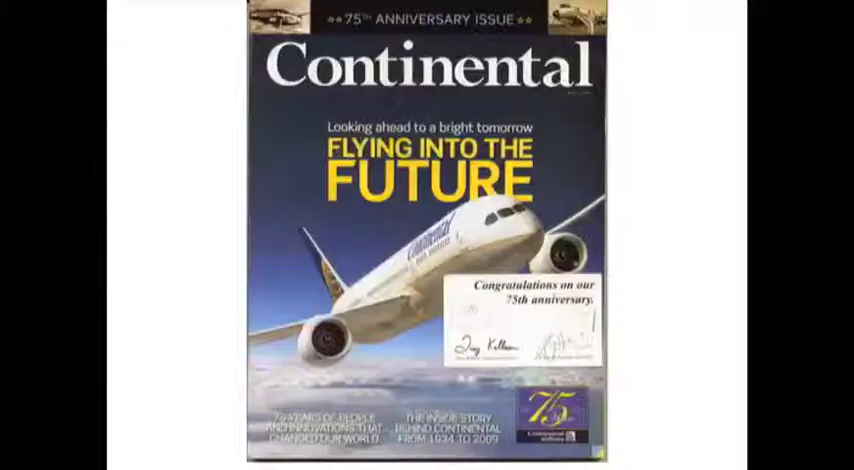 75TH ANNIVERSARY ISSUE
Continental
Looking ahead to a bright tomorrow
FLYING INTO THE
FUTURE
Continental
Congratulations on our
75th anniversary.
75 YEARS OF PEOPLE
AND INNOVATIONS THAT
CHANGED OUR WORLD.
THE INSIDE STORY
BEHIND CONTINENTAL
FROM 1934 TO 2009
75
Continental
Airlines